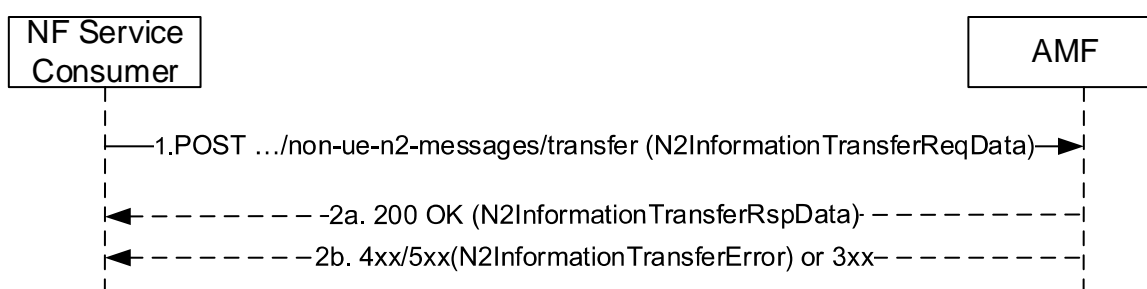 NF Service
Consumer
AMF
1.POST …/non-ue-n2-messages/transfer (N2InformationTransferReqData)
2a. 200 OK (N2InformationTransferRspData)
2b. 4xx/5xx(N2InformationTransferError) or 3xx